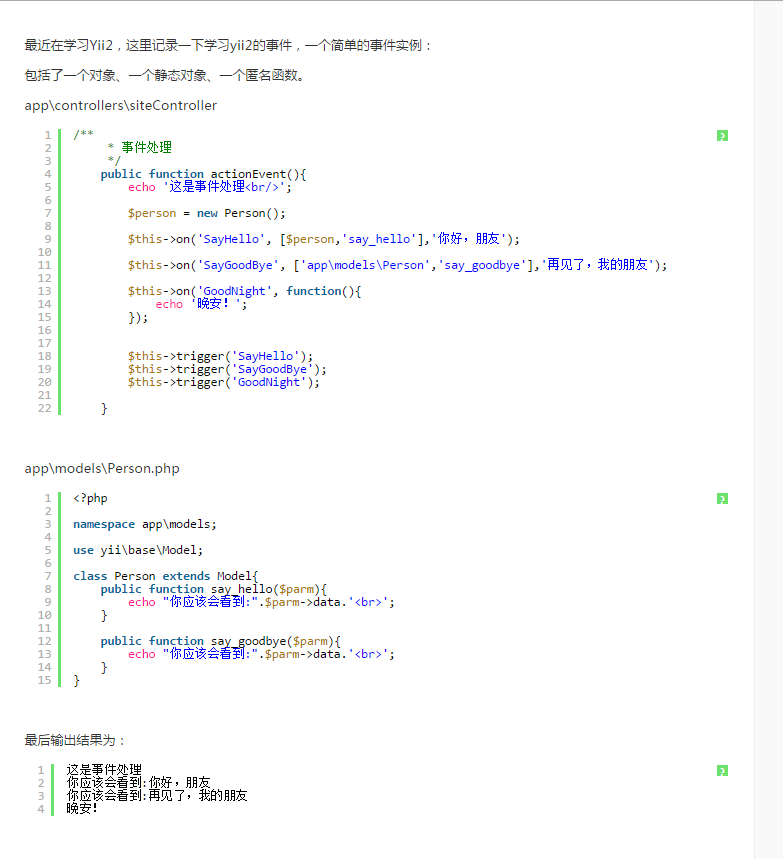 最近在学习Yii2，这里记录一下学习yii2的事件，一个简单的事件实例：
包括了一个对象、一个静态对象、一个匿名函数。
app\controllers\siteController
1 /**
2      * 事件处理
3      */
4     public function actionEvent(){
5         echo '这是事件处理<br/>';
6
7         $person = new Person();
8
9         $this->on('SayHello', [$person,'say_hello'],'你好，朋友');
10
11         $this->on('SayGoodBye', ['app\models\Person','say_goodbye'],'再见了，我的朋友');
12
13         $this->on('GoodNight', function(){
14             echo '晚安！';
15         });
16
17
18         $this->trigger('SayHello');
19         $this->trigger('SayGoodBye');
20         $this->trigger('GoodNight');
21
22     }
app\models\Person.php
1 <?php
2
3 namespace app\models;
4
5 use yii\base\Model;
6
7 class Person extends Model{
8     public function say_hello($parm){
9         echo "你应该会看到:".$parm->data.'<br>';
10     }
11
12     public function say_goodbye($parm){
13         echo "你应该会看到:".$parm->data.'<br>';
14     }
15 }
最后输出结果为：
1 这是事件处理
2 你应该会看到:你好，朋友
3 你应该会看到:再见了，我的朋友
4 晚安！